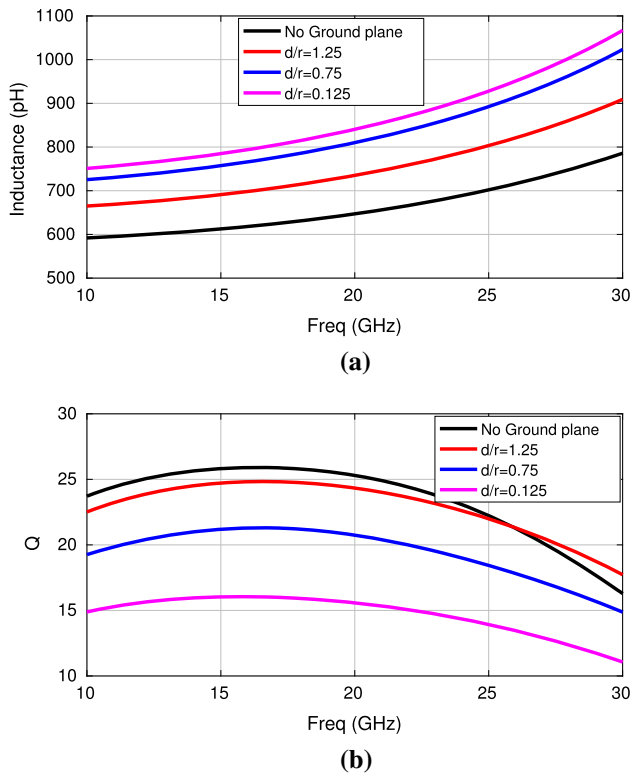 1100
1000
900
800
700
600
500
Inductance (pH)
No Ground plane
d/r=1.25
d/r=0.75
d/r=0.125
10 15 20 25 30
Freq (GHz)
(a)
30
25
20
15
10
Q
No Ground plane
d/r=1.25
d/r=0.75
d/r=0.125
10 15 20 25 30
Freq (GHz)
(b)